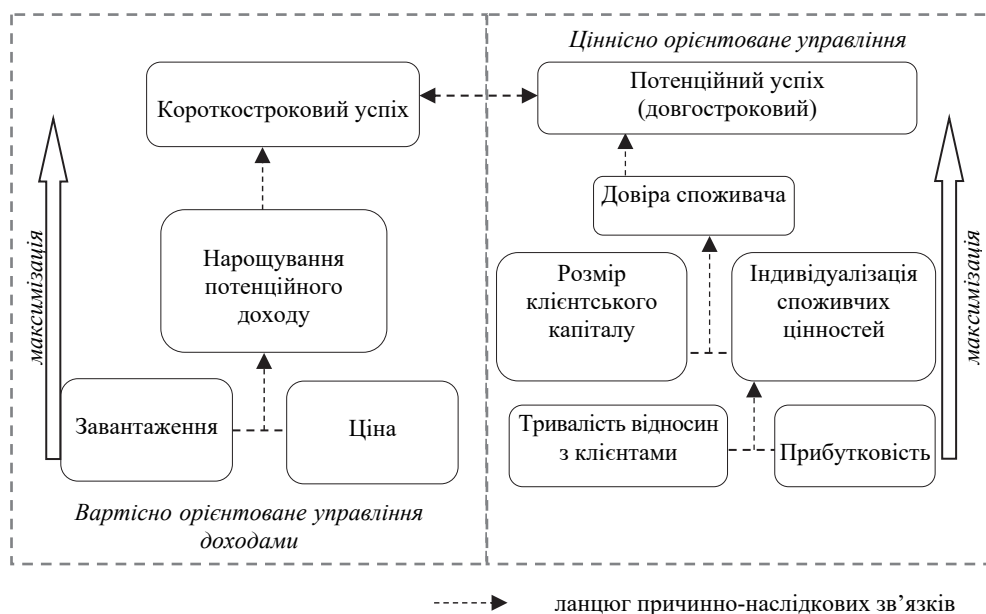 Ціннісно орієнтоване управління
Короткостроковий успіх
Потенційний успіх
(довгостроковий)
Довіра споживача
максимізація
Нарощування
потенційного
доходу
Розмір
клієнтського
капіталу
Індивідуалізація
споживчих
цінностей
максимізація
Завантаження
Ціна
Тривалість відносин
з клієнтами
Прибутковість
Вартісно орієнтоване управління
доходами
ланцюг причинно-наслідкових зв’язків